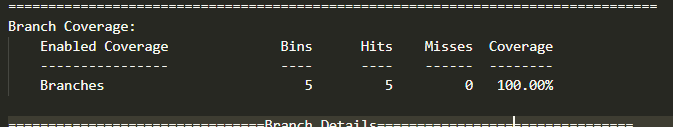 ================================================================================
Branch Coverage:
    Enabled Coverage              Bins      Hits    Misses  Coverage
    ----------------              ----      ----    ------  --------
    Branches                         5         5         0   100.00%
================================Branch Details================================